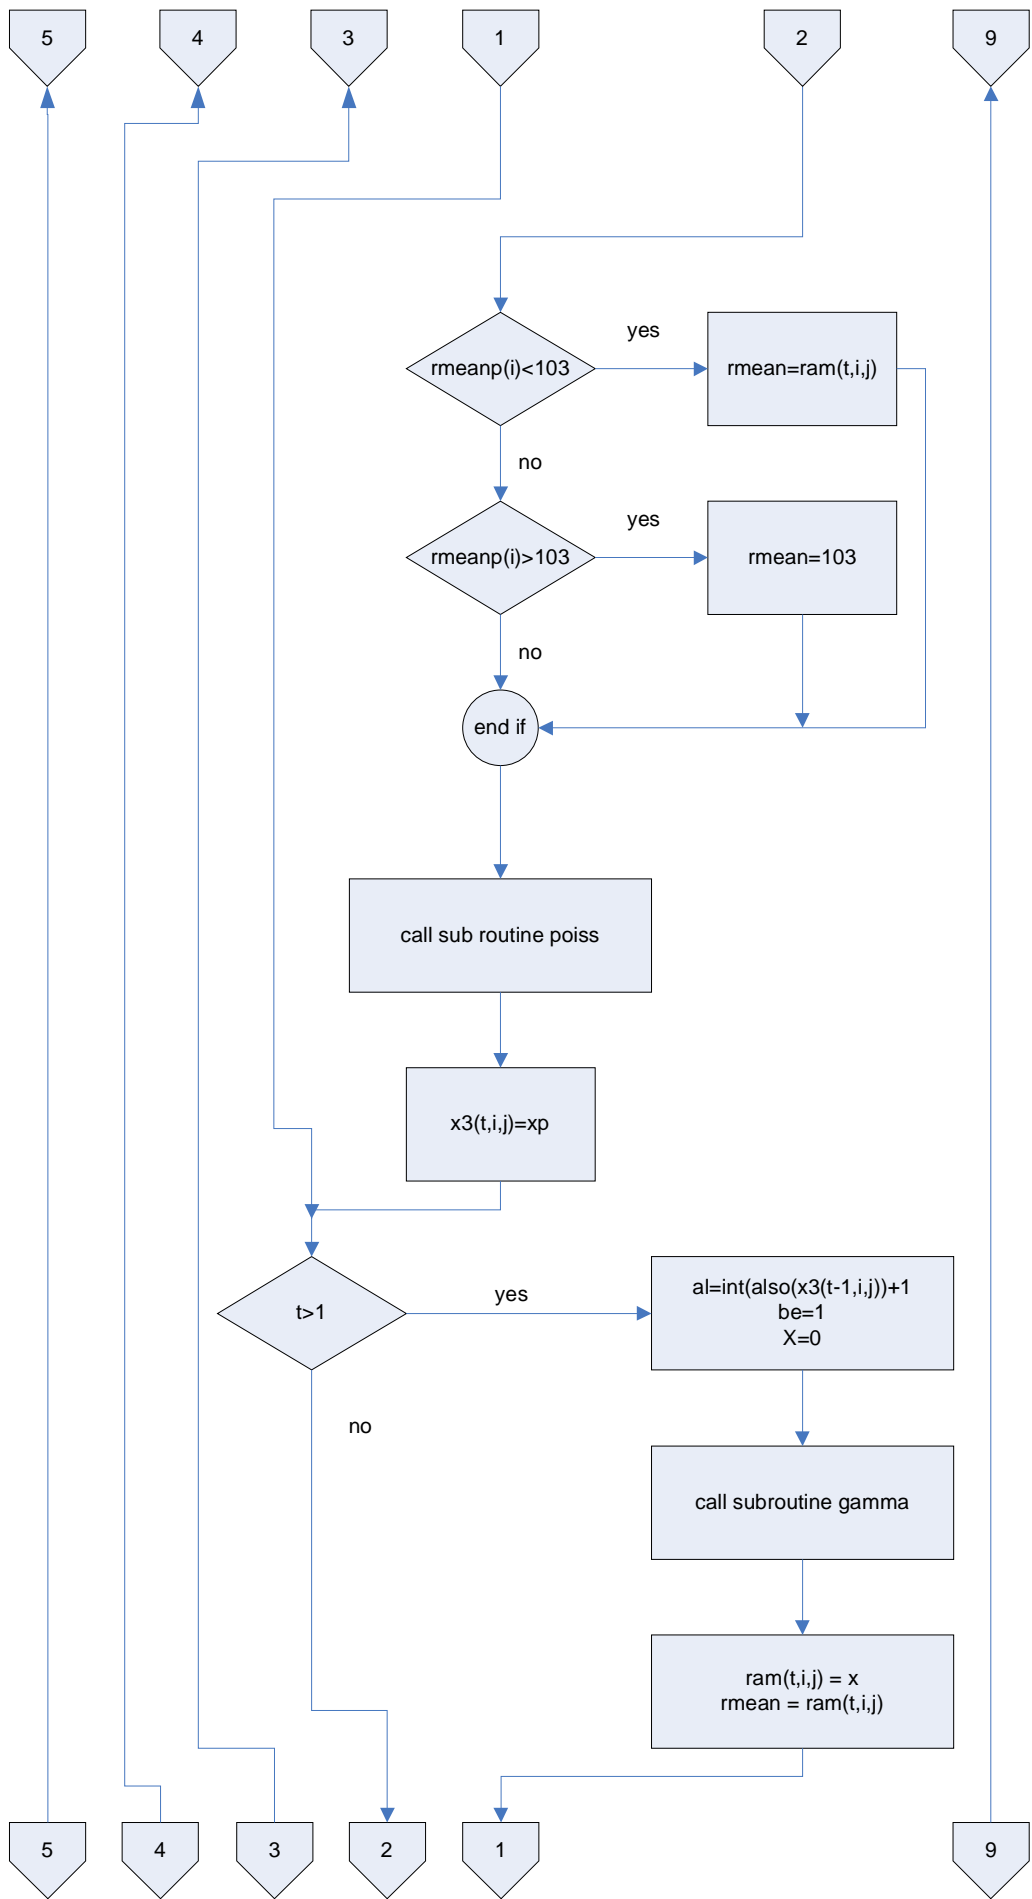 5
4
3
1
2
9
rmeanp(i)<103
yes
rmean=ram(t,i,j)
no
rmeanp(i)>103
yes
rmean=103
no
end if
call sub routine poiss
x3(t,i,j)=xp
t>1
yes
al=int(also(x3(t-1,i,j))+1
be=1
X=0
no
call subroutine gamma
ram(t,i,j) = x
rmean = ram(t,i,j)
5
4
3
2
1
9